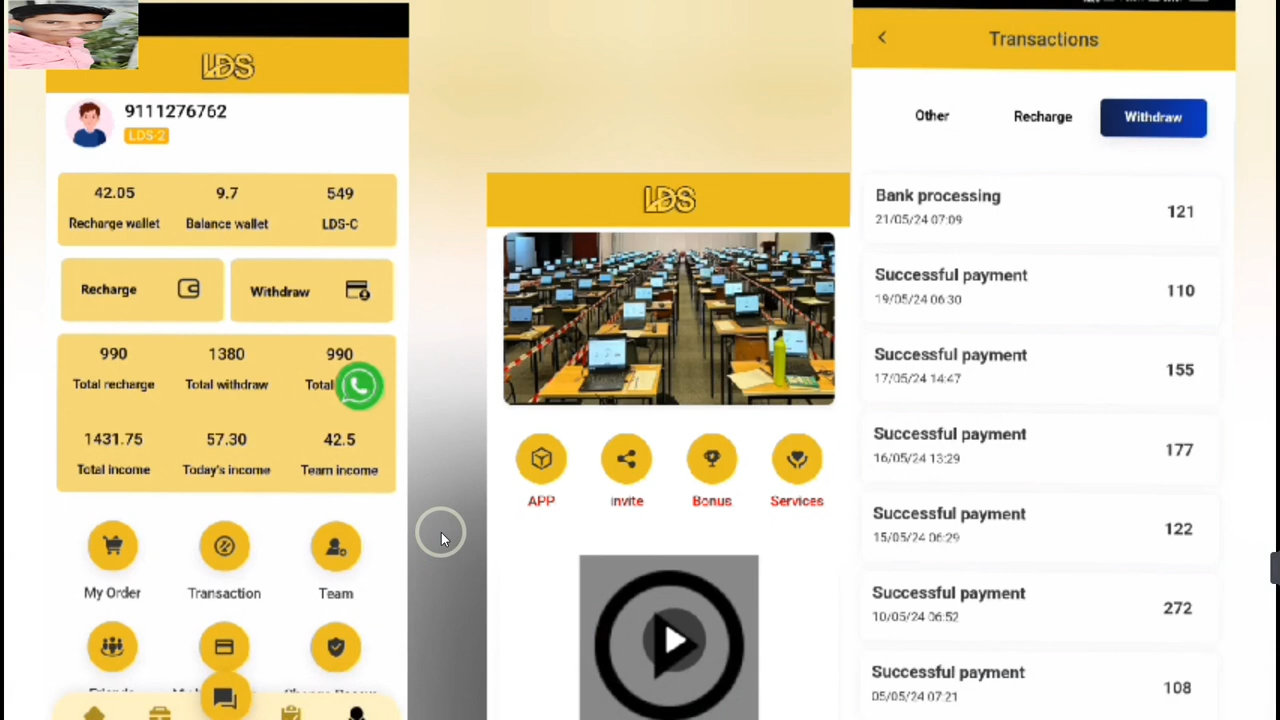 LDS
9111276762
LDS-2
42.05 9.7 549
Recharge wallet Balance wallet LDS-C
Recharge Withdraw
990 1380 990
Total recharge Total withdraw Total
1431.75 57.30 42.5
Total income Today's income Team income
My Order Transaction Team
LDS
APP invite Bonus Services
Transactions
Other Recharge Withdraw
Bank processing
21/05/24 07:09
121
Successful payment
19/05/24 06:30
110
Successful payment
17/05/24 14:47
155
Successful payment
16/05/24 13:29
177
Successful payment
15/05/24 06:29
122
Successful payment
10/05/24 06:52
272
Successful payment
05/05/24 07:21
108